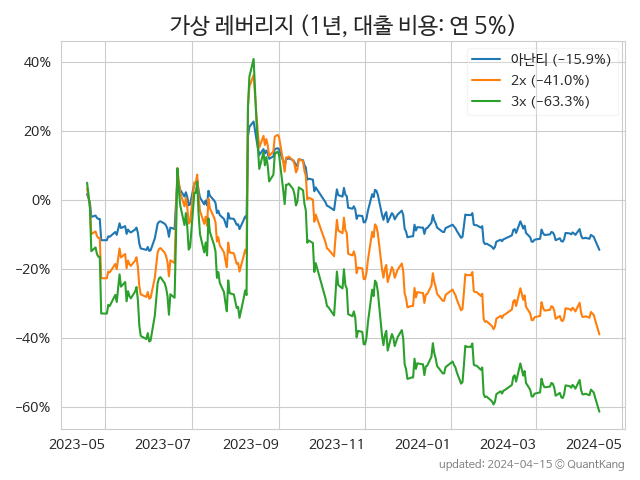 가상 레버리지 (1년, 대출 비용: 연 5%)
아난티 (-15.9%)
2x (-41.0%)
3x (-63.3%)
40%
20%
0%
-20%
-40%
-60%
2023-05 2023-07 2023-09 2023-11 2024-01 2024-03 2024-05
updated: 2024-04-15 © QuantKang